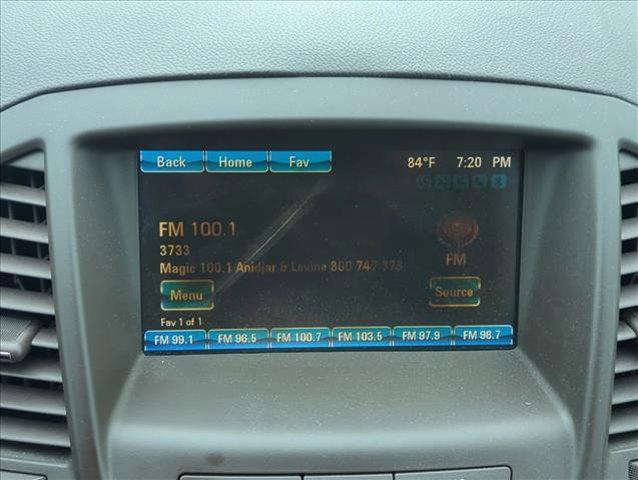 Back Home Fav 84°F 7:20 PM
FM 100.1
3733
Magic 100.1 Anidjar & Levine 800 747 373
FM
Menu Source
Fav 1 of 1
FM 99.1 FM 96.5 FM 100.7 FM 103.5 FM 97.9 FM 98.7